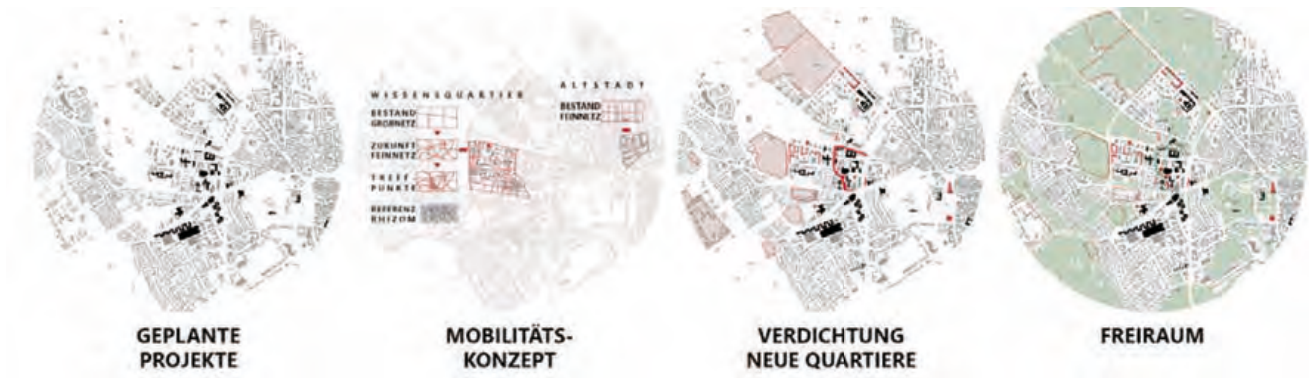 WISSENSQUARTIER
ALTSTADT
BESTAND
GROBNETZ
BESTAND
FEINNETZ
ZUKUNFT
FEINNETZ
TREFF
PUNKTE
REFERENZ
RHIZOM
GEPLANTE
PROJEKTE
MOBILITÄTS-
KONZEPT
VERDICHTUNG
NEUE QUARTIERE
FREIRAUM